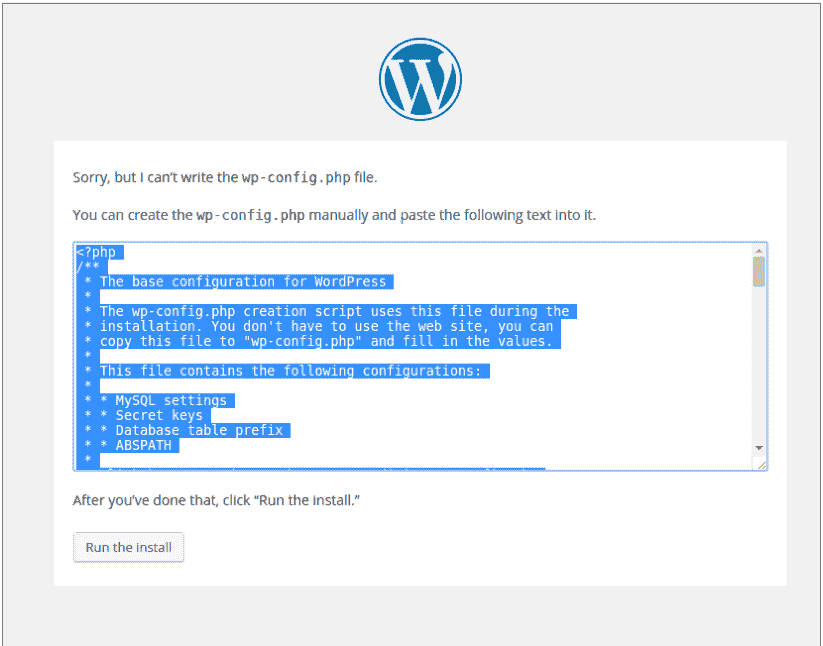 Sorry, but I can't write the wp-config.php file.
You can create the wp-config.php manually and paste the following text into it.
<?php
/**
 * The base configuration for WordPress
 *
 * The wp-config.php creation script uses this file during the
 * installation. You don't have to use the web site, you can
 * copy this file to "wp-config.php" and fill in the values.
 *
 * This file contains the following configurations:
 *
 * * MySQL settings
 * * Secret keys
 * * Database table prefix
 * * ABSPATH
 *
After you've done that, click “Run the install.”
Run the install